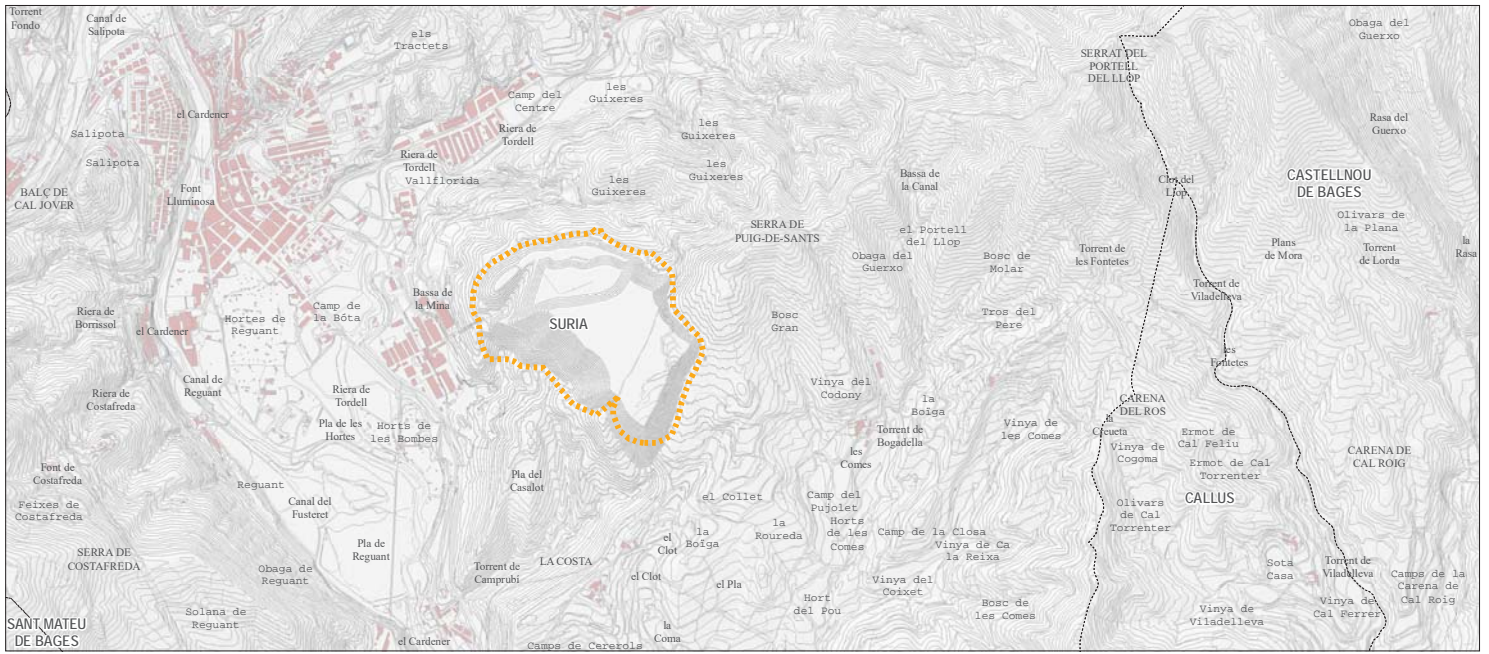 Torrent
Fondo
Canal de
Salipota
els
Tractets
Obaga del
Guerxo
SERRAT DEL
PORTELL
DEL LLOP
Camp del
Centre
les
Guixeres
el Cardener
Riera de
Tordell
les
Guixeres
Rasa del
Guerxo
Salipota
Salipota
Riera de
Tordell
Vallflorida
les
Guixeres
les
Guixeres
Bassa de
la Canal
Clot del
Llop
CASTELLNOU
DE BAGES
BALÇ DE
CAL JOVER
Font
Lluminosa
SERRA DE
PUIG-DE-SANTS
el Portell
del Llop
Olivars de
la Plana
Obaga del
Guerxo
Bosc de
Molar
Torrent de
les Fontetes
Plans
de Mora
Torrent
de Lorda
la
Rasa
Bassa de
la Mina
Torrent de
Viladelleva
Riera de
Borrissol
el Cardener
Hortes de
Reguant
Camp de
la Bóta
SURIA
Bosc
Gran
Tros del
Pere
les
Fontetes
Riera de
Costafreda
Canal de
Reguant
Riera de
Tordell
Vinya del
Codony
la
Boïga
CARENA
DEL ROS
Pla de les
Hortes
Horts de
les Bombes
Torrent de
Bogadella
Vinya de
les Comes
la
Creueta
Ermot de
Cal Feliu
Vinya de
Cogoma
les
Comes
Ermot de Cal
Torrenter
CARENA DE
CAL ROIG
Font de
Costafreda
Reguant
Pla del
Casalot
el Collet
Camp del
Pujolet
CALLUS
Feixes de
Costafreda
Canal del
Fusteret
la
Boïga
la
Roureda
Horts
de les
Comes
Camp de la Closa
Olivars
de Cal
Torrenter
el
Clot
Vinya de Ca
la Reixa
SERRA DE
COSTAFREDA
Pla de
Reguant
Obaga de
Reguant
Torrent de
Camprubí
LA COSTA
el Clot
el Pla
Vinya del
Coixet
Sota
Casa
Torrent de
Viladelleva
Camps de la
Carena de
Cal Roig
Hort
del Pou
Bosc de
les Comes
Vinya de
Viladelleva
Vinya de
Cal Ferrer
Solana de
Reguant
SANT MATEU
DE BAGES
el Cardener
Camps de Cererols
la
Coma